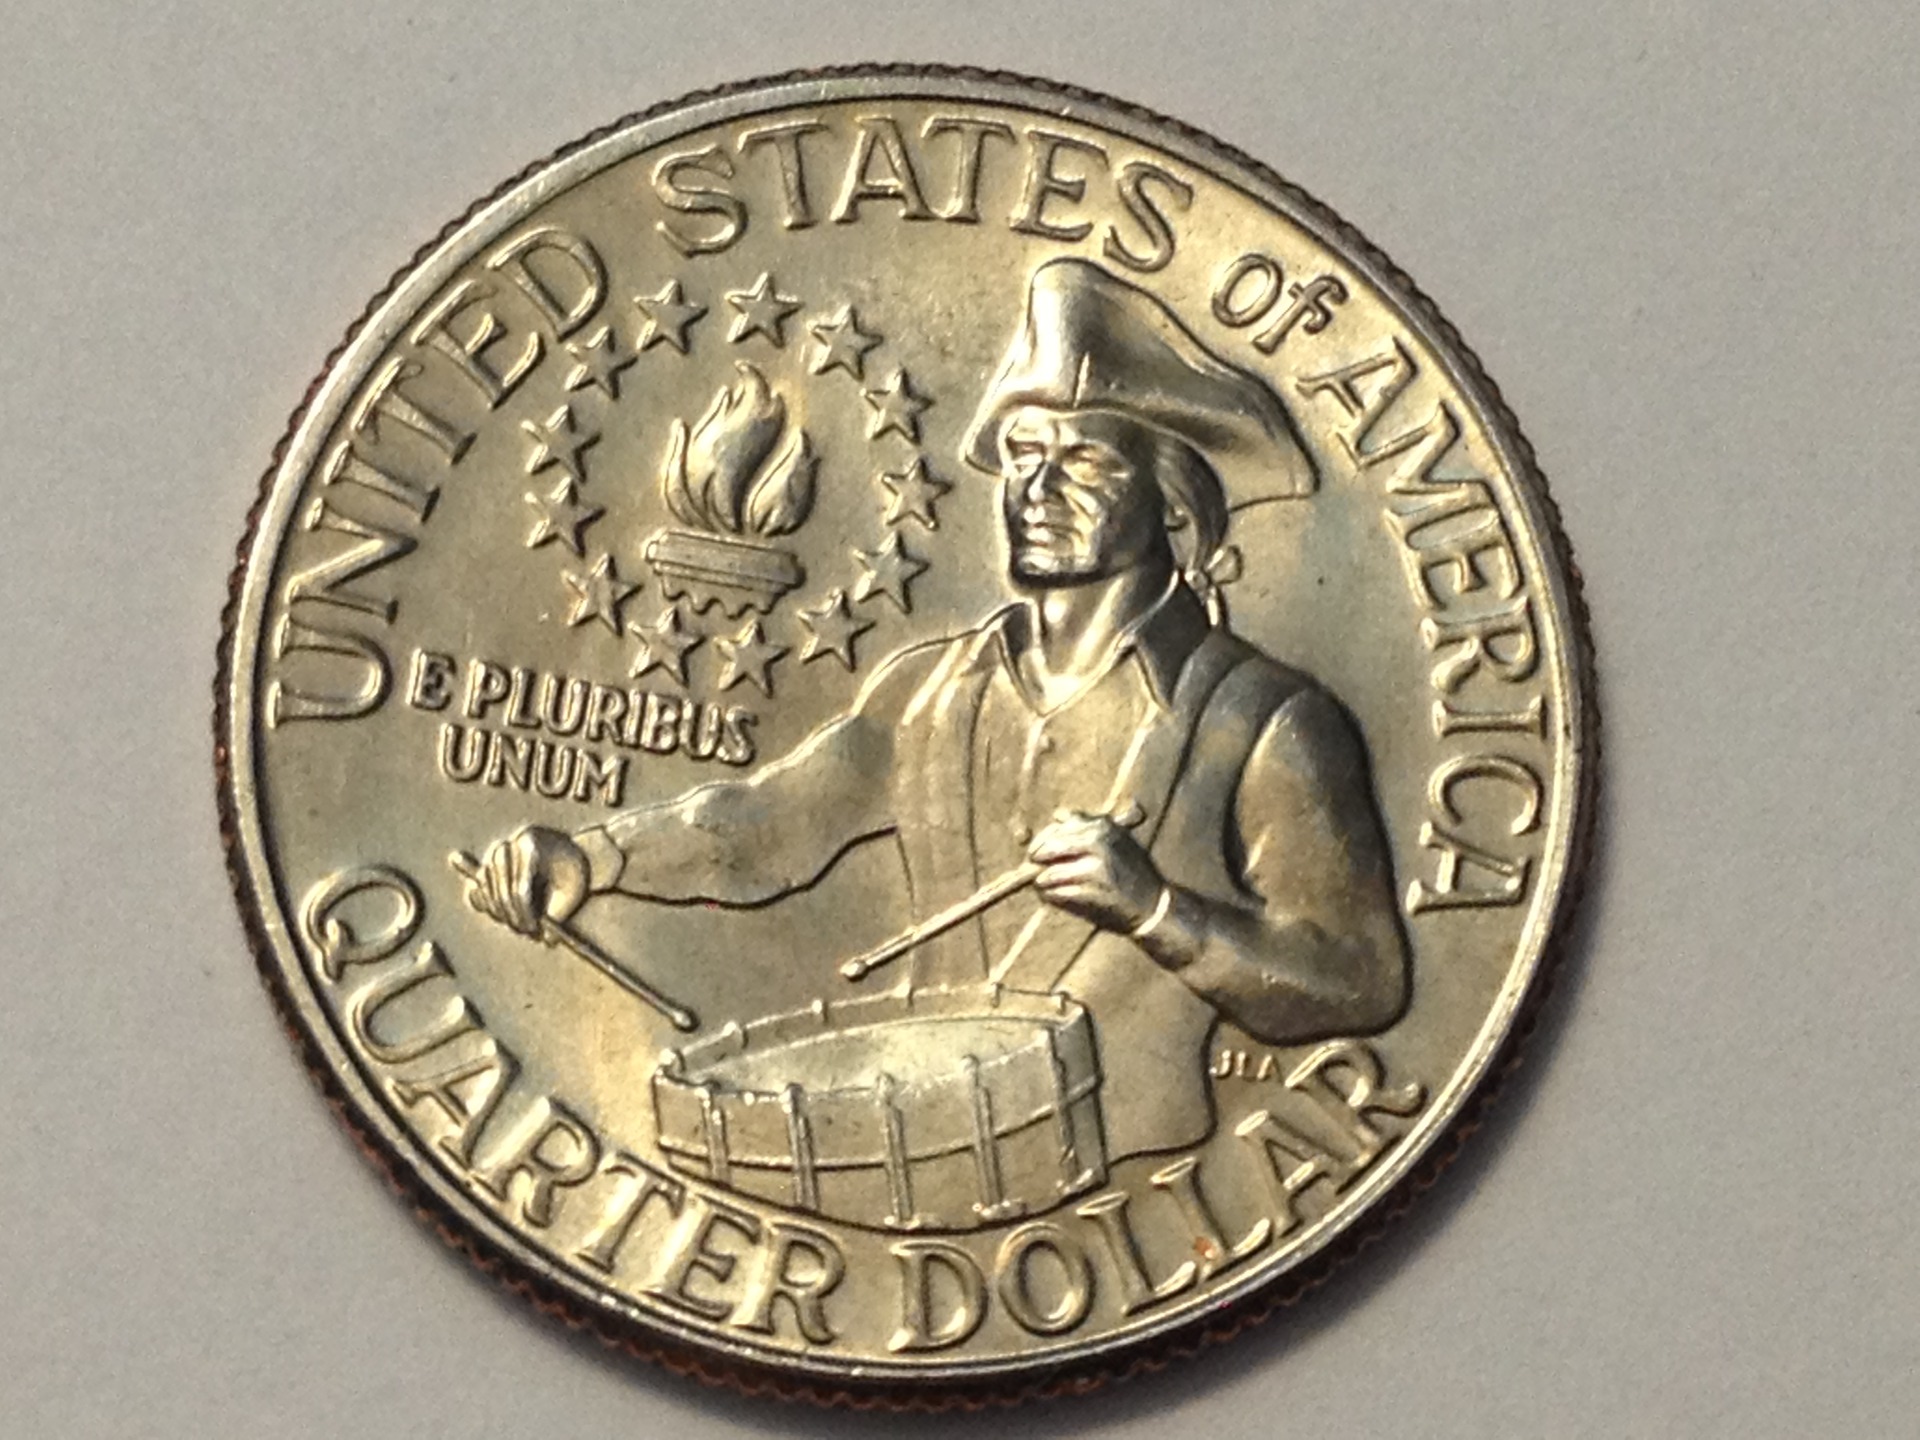 UNITED STATES of AMERICA
E PLURIBUS
UNUM
JLA
QUARTER DOLLAR